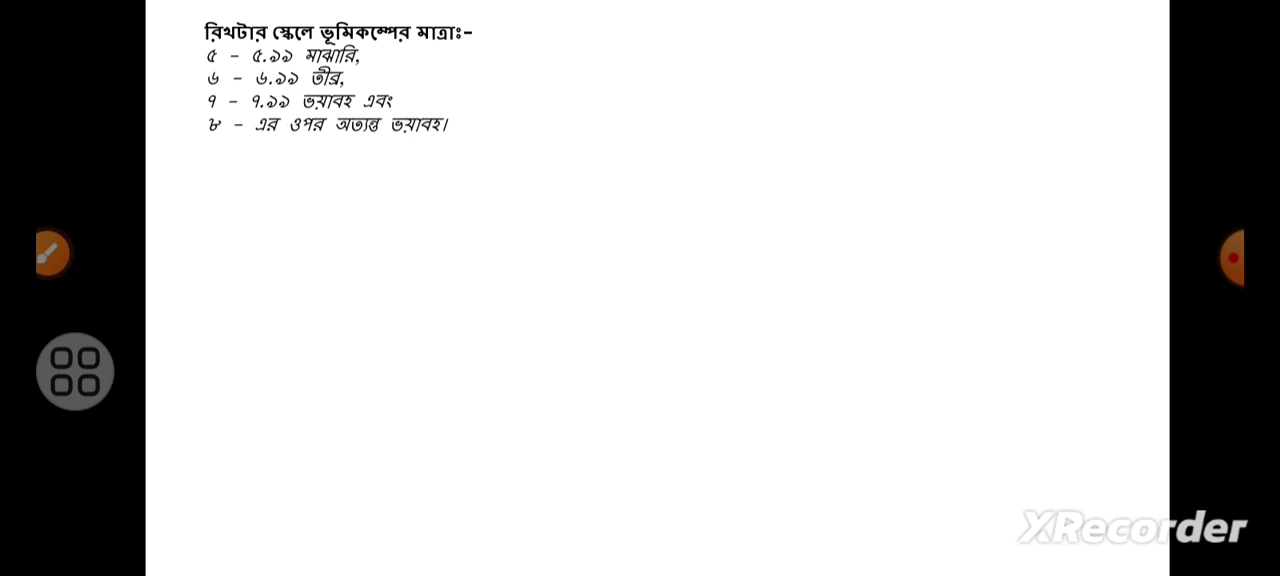 রিখটার স্কেলে ভূমিকম্পের মাত্রাঃ-
৫ - ৫.৯৯ মাঝারি,
৬ - ৬.৯৯ তীব্র,
৭ - ৭.৯৯ ভয়াবহ এবং
৮ - এর ওপর অত্যন্ত ভয়াবহ।
XRecorder